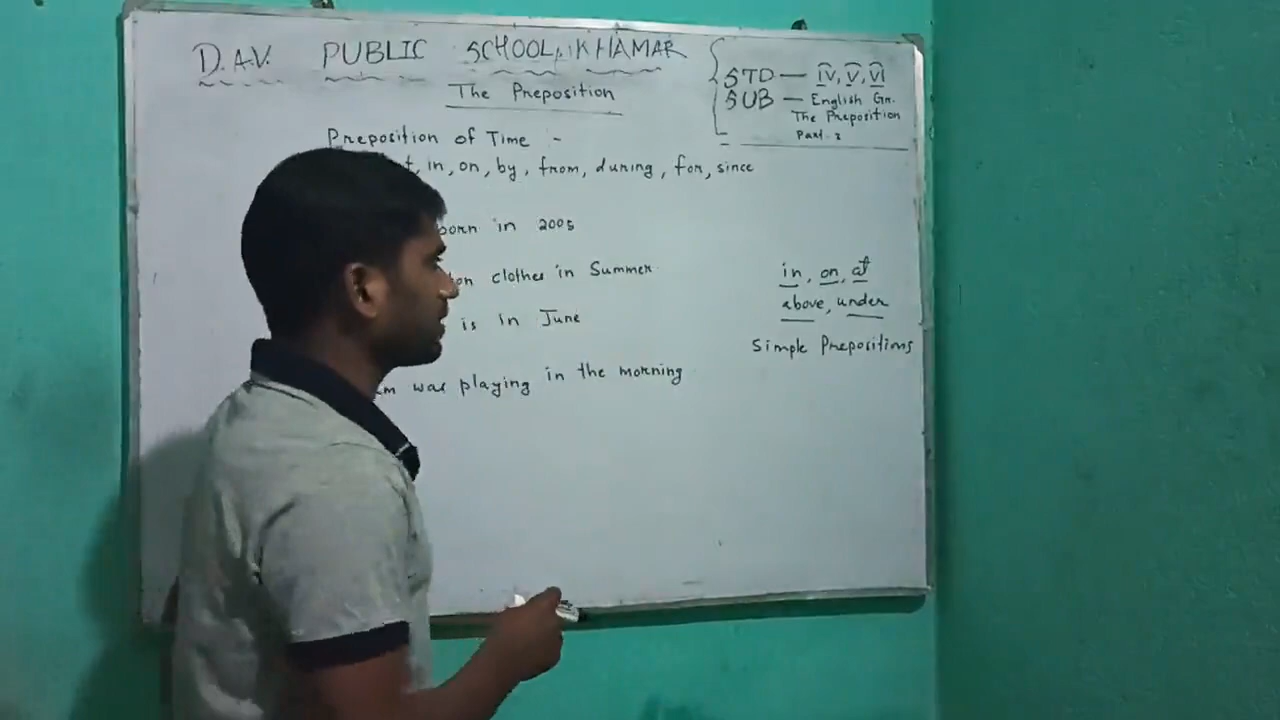 D.A.V. PUBLIC SCHOOL, KHAMAR
The Preposition
STD — IV, V, VI
SUB — English Gr.
The Preposition
Part-2
Preposition of Time :-
t, in, on, by, from, during, for, since
born in 2005
clothes in Summer
is in June
was playing in the morning
in, on, at
above, under
Simple Prepositions